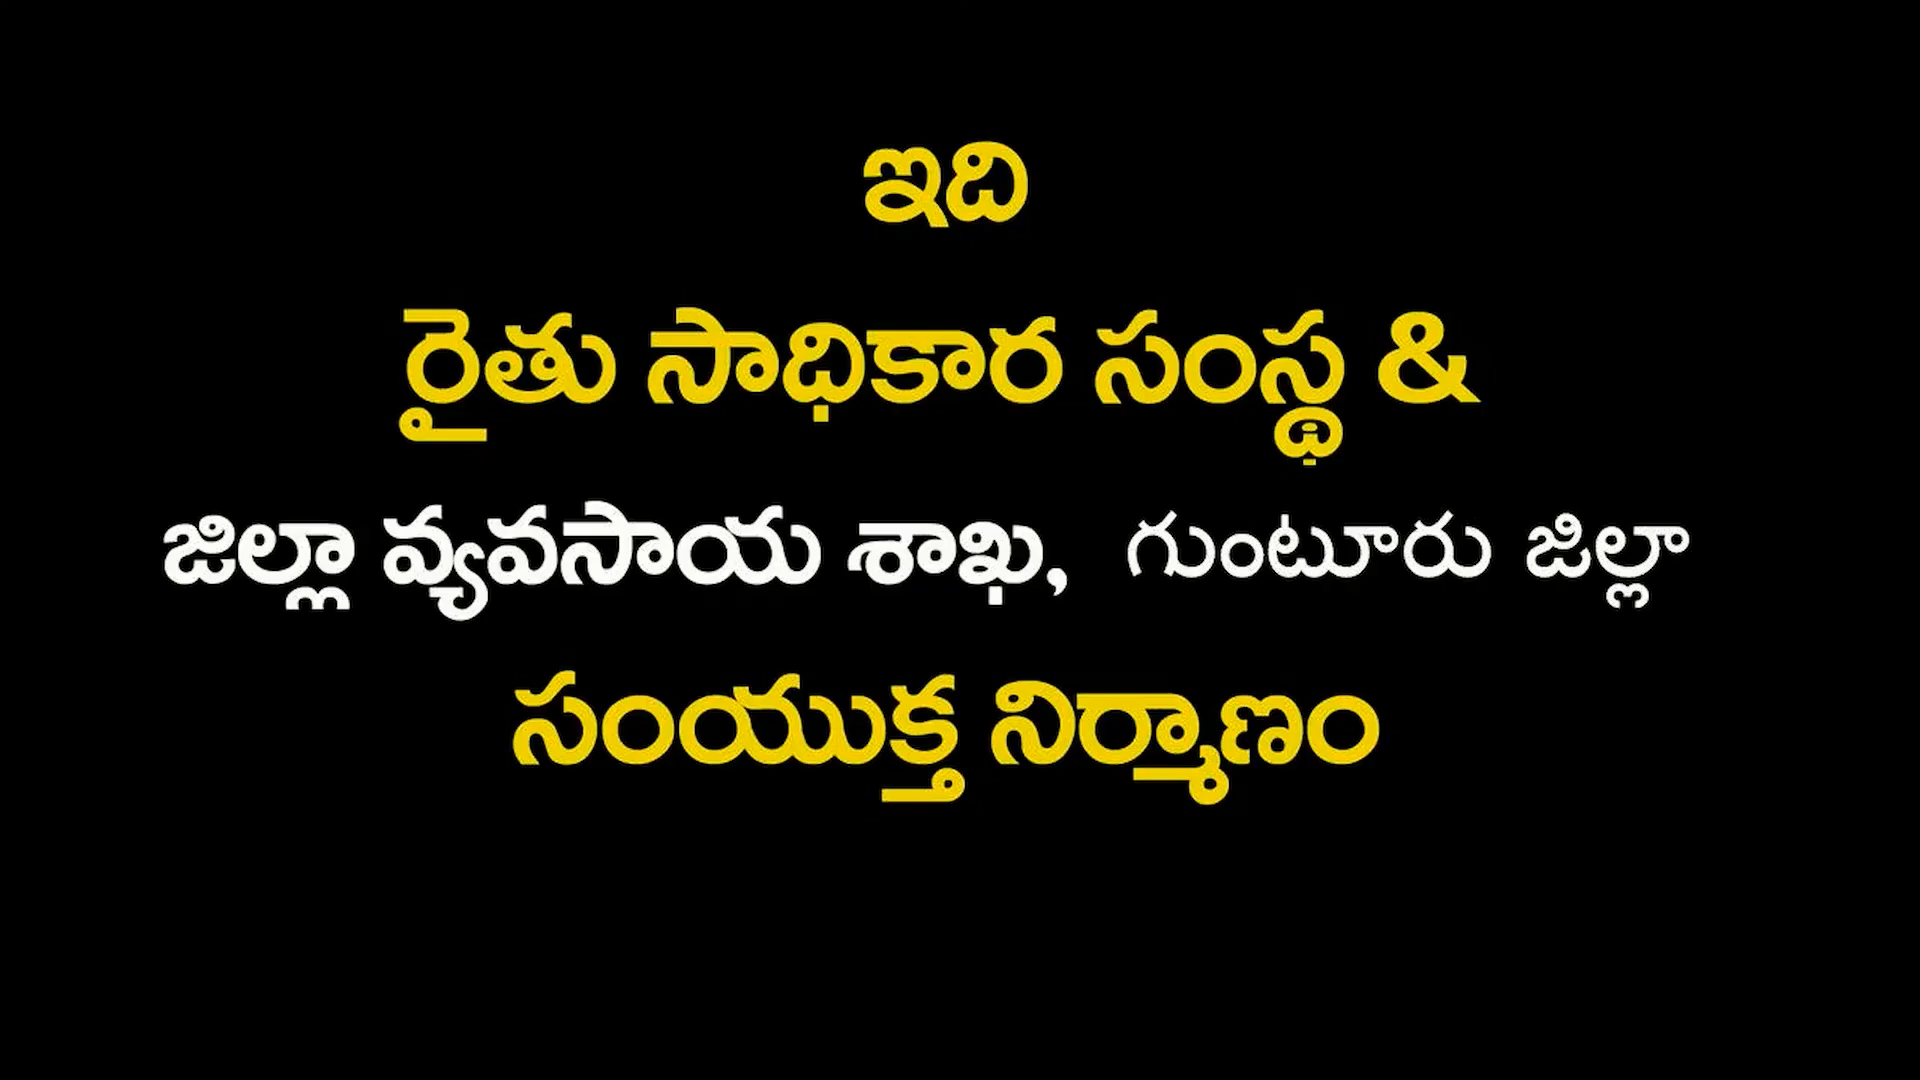 ఇది
రైతు సాధికార సంస్థ &
జిల్లా వ్యవసాయ శాఖ, గుంటూరు జిల్లా
సంయుక్త నిర్మాణం